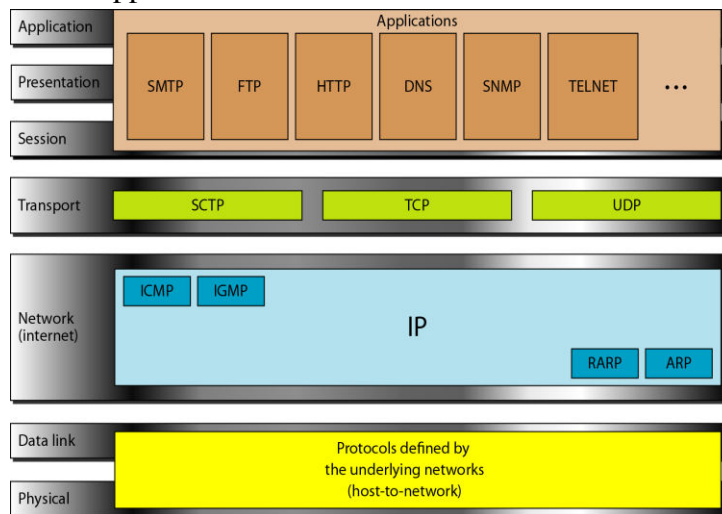 Application
Applications
Presentation
SMTP
FTP
HTTP
DNS
SNMP
TELNET
...
Session
Transport
SCTP
TCP
UDP
Network
(internet)
ICMP
IGMP
IP
RARP
ARP
Data link
Physical
Protocols defined by
the underlying networks
(host-to-network)